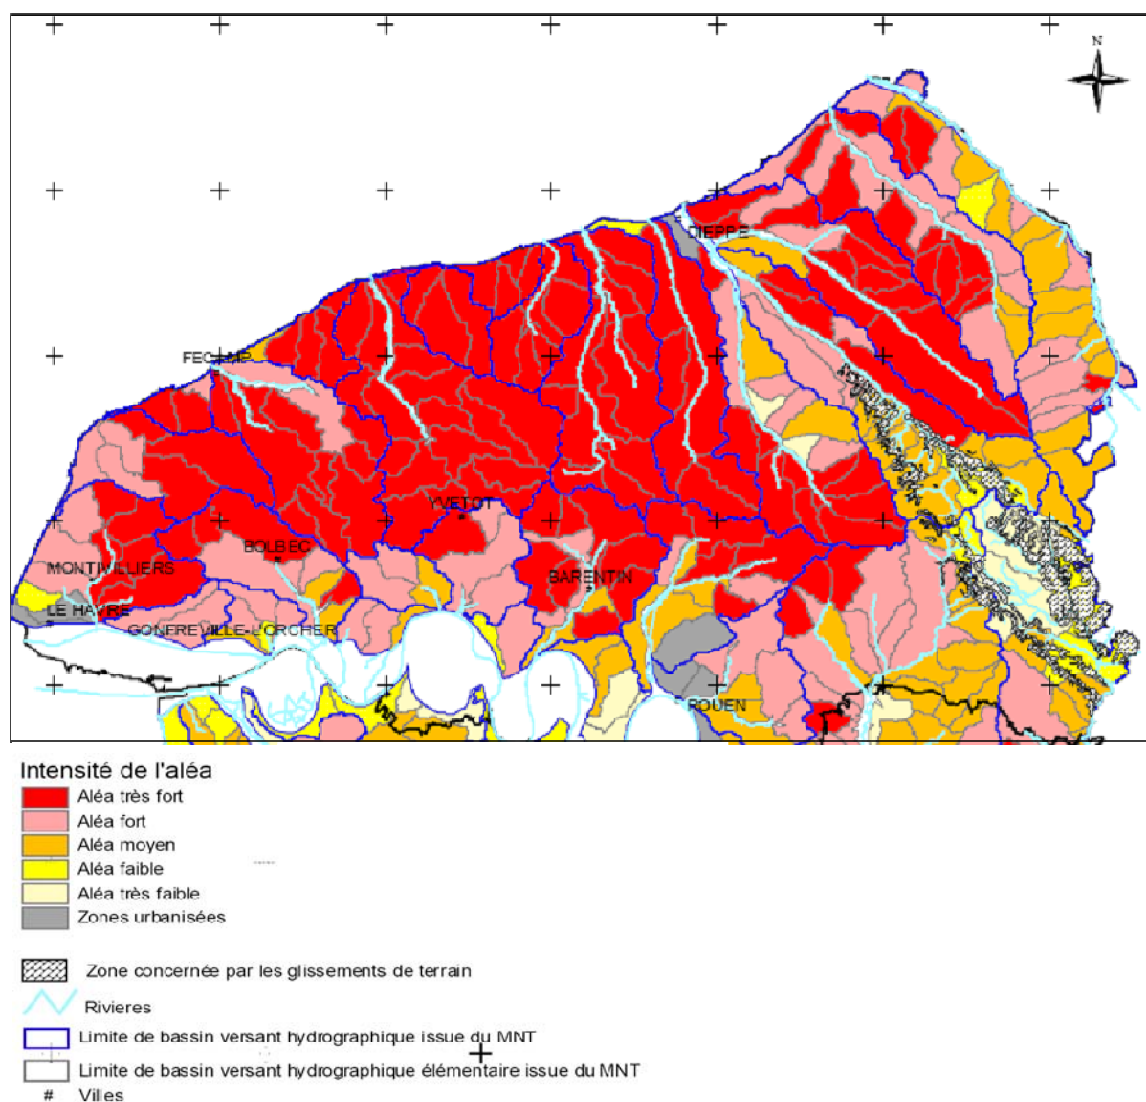 N
DIEPPE
FECAMP
YVETOT
BOLBEC
MONTIVILLIERS
BARENTIN
LE HAVRE
GONFREVILLE-L'ORCHER
ROUEN
Intensité de l'aléa
Aléa très fort
Aléa fort
Aléa moyen
Aléa faible
Aléa très faible
Zones urbanisées
Zone concernée par les glissements de terrain
Rivieres
Limite de bassin versant hydrographique issue du MNT
Limite de bassin versant hydrographique élémentaire issue du MNT
# Villes